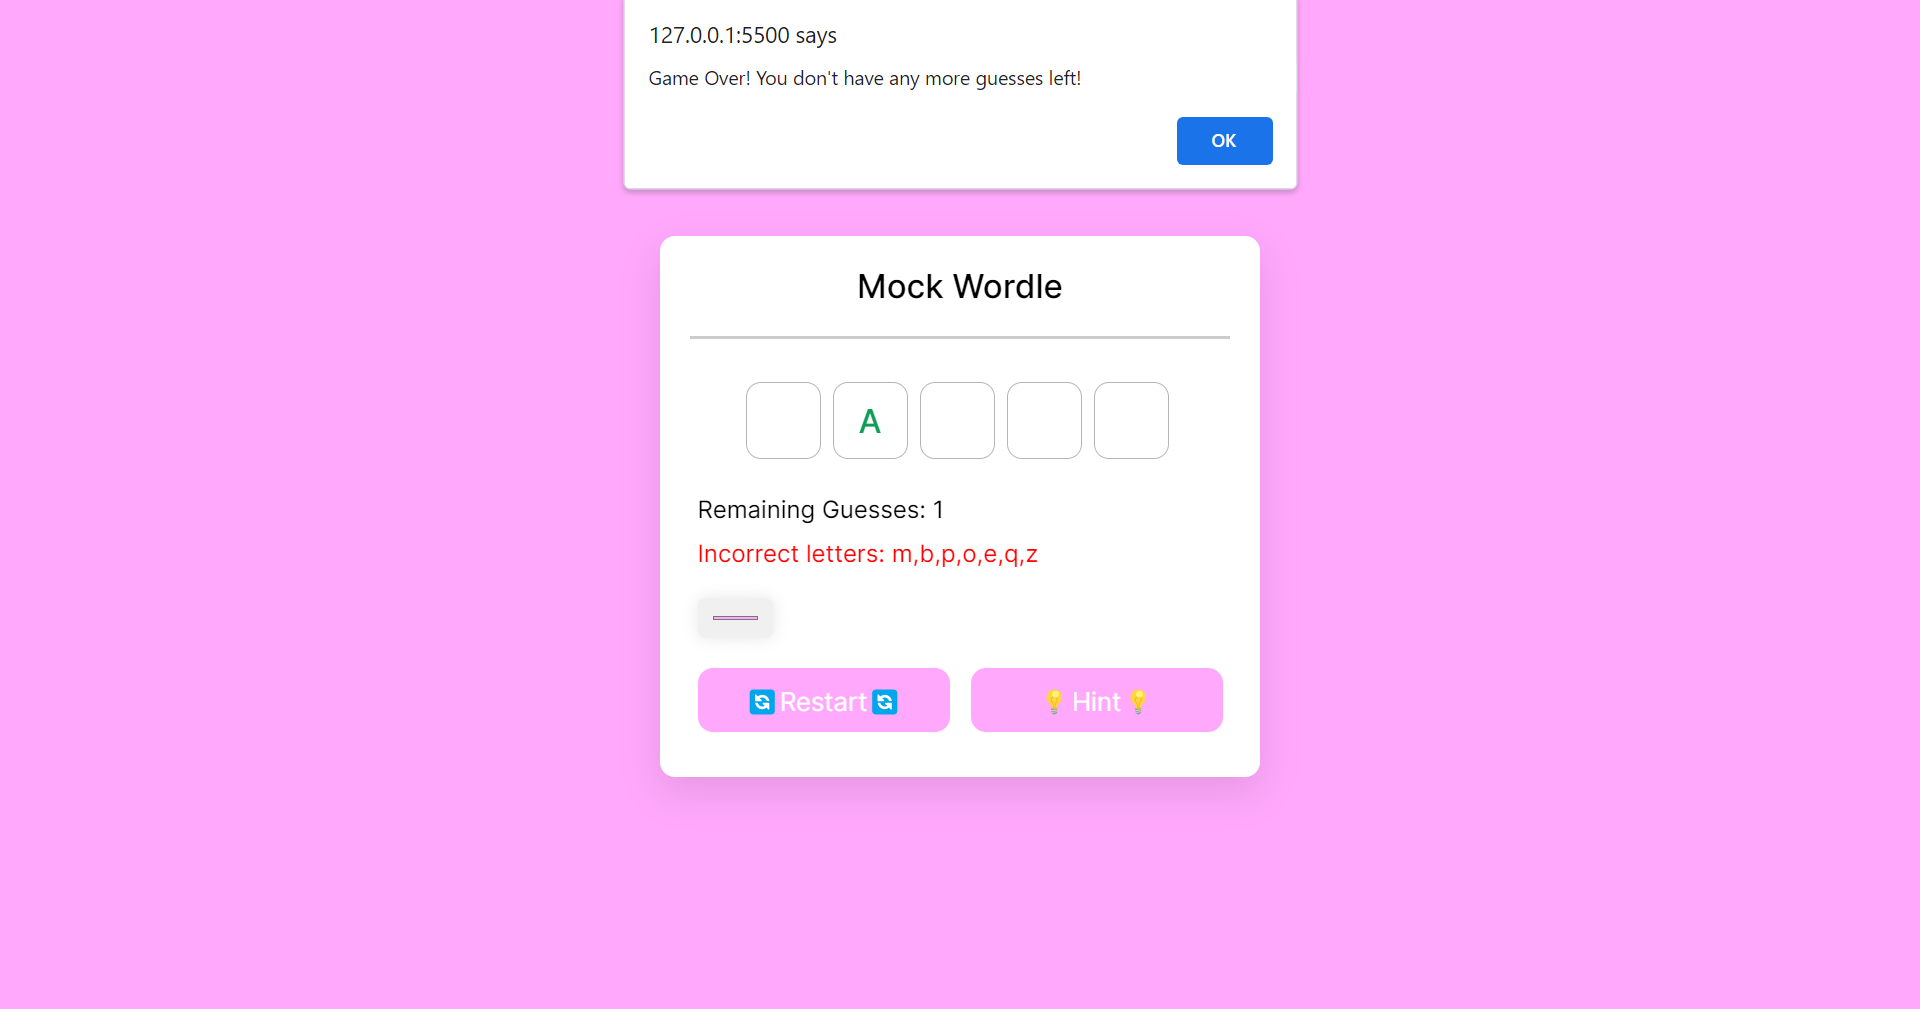 127.0.0.1:5500 says
Game Over! You don't have any more guesses left!
OK
Mock Wordle
A
Remaining Guesses: 1
Incorrect letters: m,b,p,o,e,q,z
🔄 Restart 🔄
💡 Hint 💡